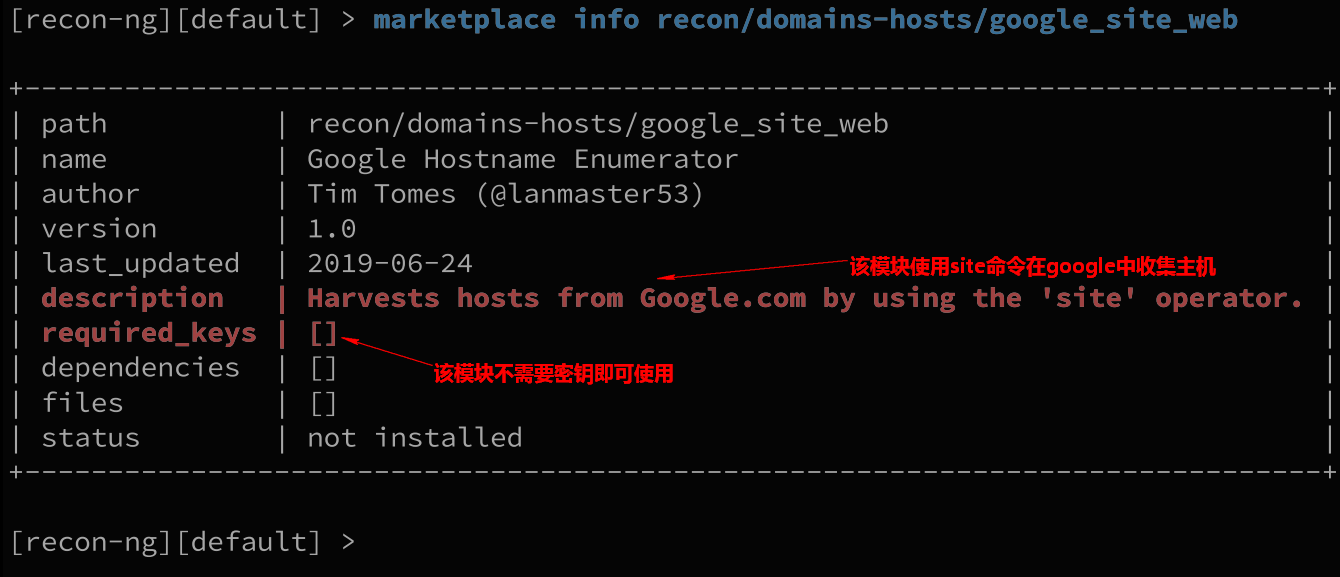 [recon-ng][default] > marketplace info recon/domains-hosts/google_site_web
+-------------------------------------------------------------------------------+
| path          | recon/domains-hosts/google_site_web                           |
| name          | Google Hostname Enumerator                                    |
| author        | Tim Tomes (@lanmaster53)                                      |
| version       | 1.0                                                           |
| last_updated  | 2019-06-24                                                    |
该模块使用site命令在google中收集主机
| description   | Harvests hosts from Google.com by using the 'site' operator. |
| required_keys | []                                                            |
| dependencies  | []                                                            |
该模块不需要密钥即可使用
| files         | []                                                            |
| status        | not installed                                                 |
+-------------------------------------------------------------------------------+
[recon-ng][default] >